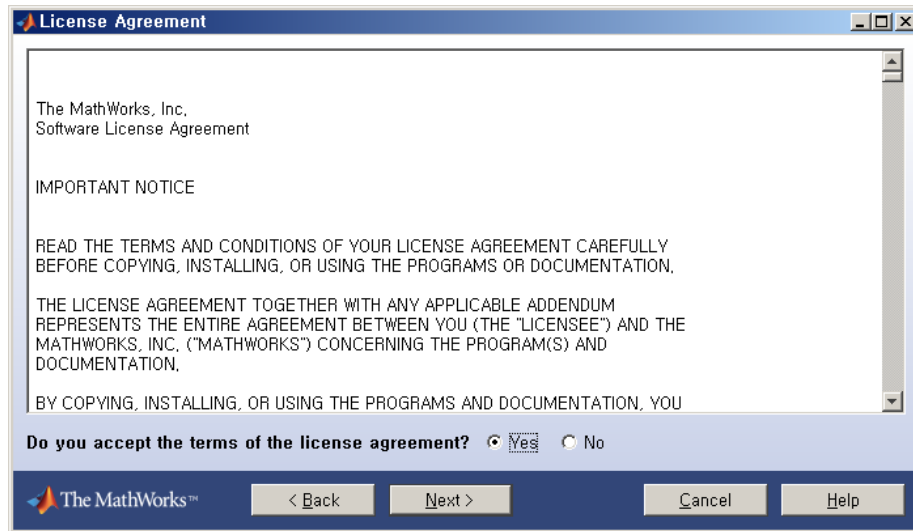 License Agreement
The MathWorks, Inc.
Software License Agreement
IMPORTANT NOTICE
READ THE TERMS AND CONDITIONS OF YOUR LICENSE AGREEMENT CAREFULLY
BEFORE COPYING, INSTALLING, OR USING THE PROGRAMS OR DOCUMENTATION.
THE LICENSE AGREEMENT TOGETHER WITH ANY APPLICABLE ADDENDUM
REPRESENTS THE ENTIRE AGREEMENT BETWEEN YOU (THE "LICENSEE") AND THE
MATHWORKS, INC. ("MATHWORKS") CONCERNING THE PROGRAM(S) AND
DOCUMENTATION.
BY COPYING, INSTALLING, OR USING THE PROGRAMS AND DOCUMENTATION, YOU
Do you accept the terms of the license agreement? Yes No
The MathWorks™ < Back Next > Cancel Help